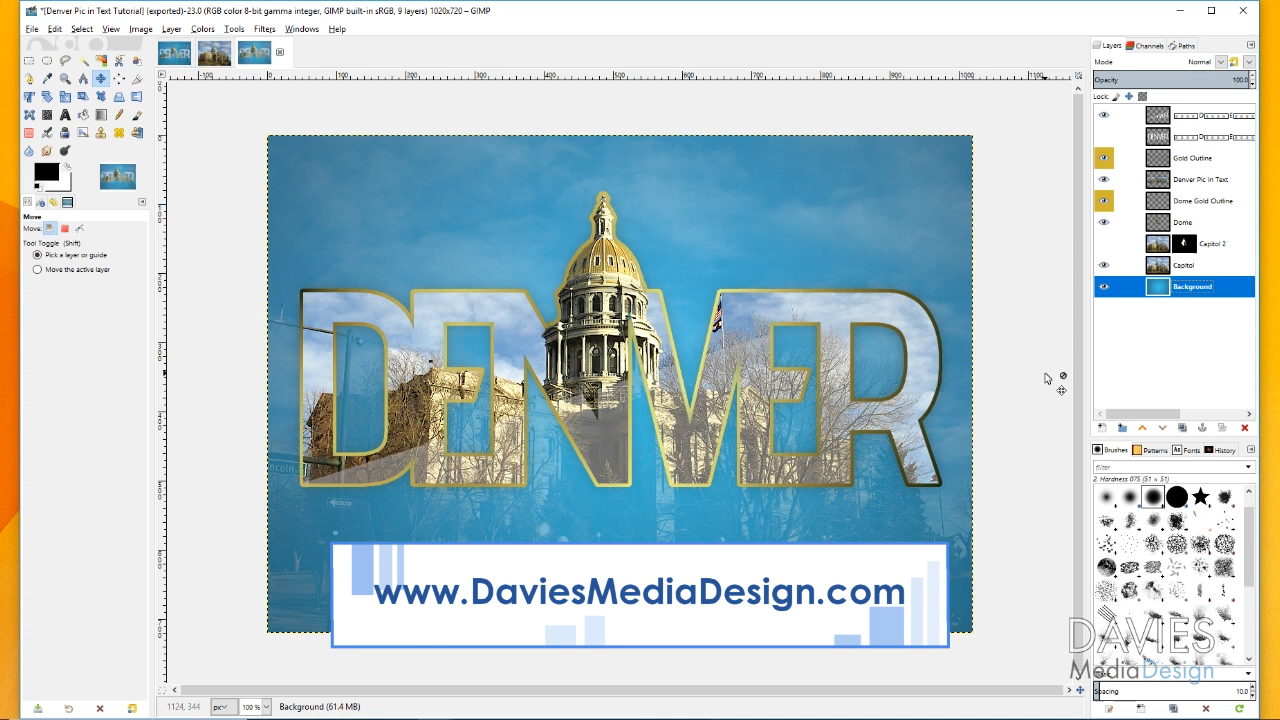 *[Denver Pic in Text Tutorial] (exported)-23.0 (RGB color 8-bit gamma integer, GIMP built-in sRGB, 9 layers) 1020x720 – GIMP
File Edit Select View Image Layer Colors Tools Filters Windows Help
Layers Channels Paths
Mode Normal
Opacity 100.0
Lock:
Gold Outline
Denver Pic in Text
Dome Gold Outline
Dome
Capitol 2
Capitol
Background
Move
Move:
Tool Toggle (Shift)
Pick a layer or guide
Move the active layer
DENVER
www.DaviesMediaDesign.com
Brushes Patterns Fonts History
filter
2. Hardness 075 (51 × 51)
DAVIES
MediaDesign
Spacing 10.0
1124, 344 px 100 % Background (61.4 MB)